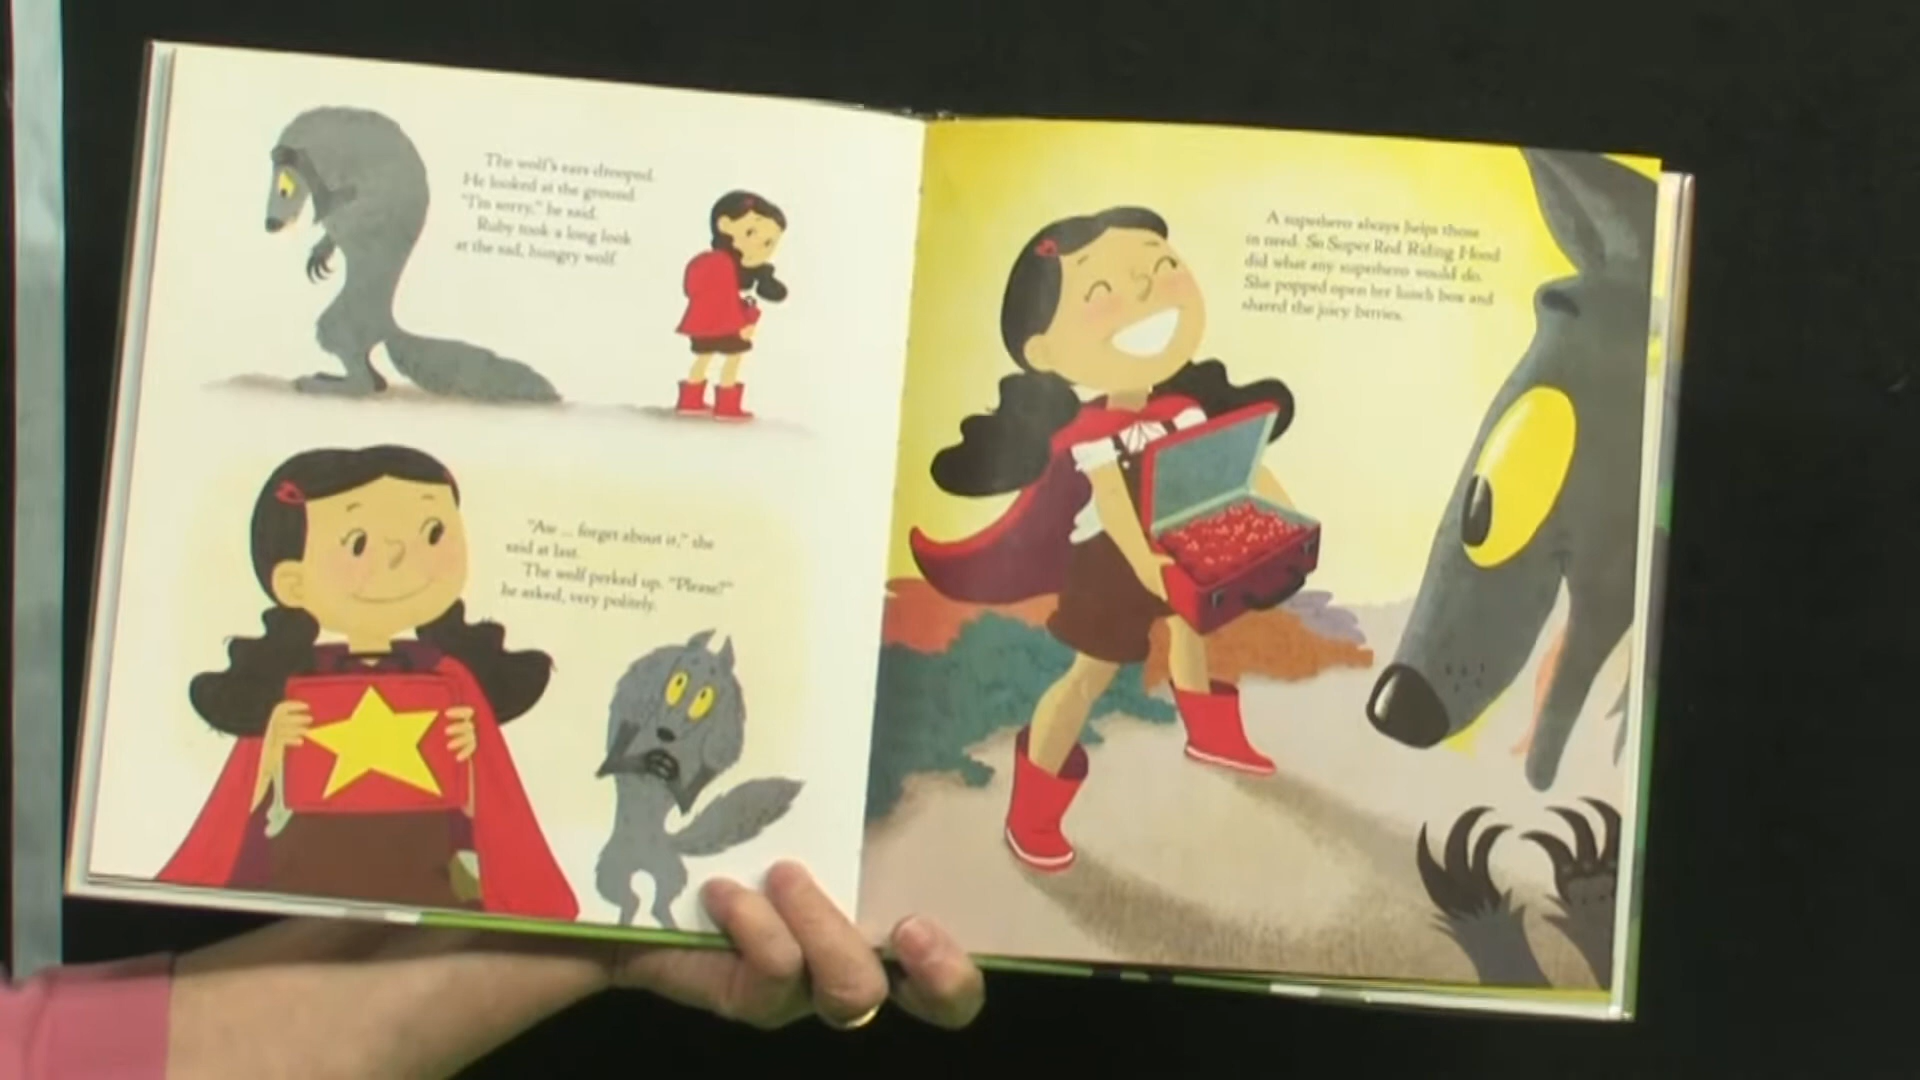 The wolf's ears drooped.
He looked at the ground.
"I'm sorry," he said.
Ruby took a long look
at the sad, hungry wolf.
"Aw ... forget about it," she
said at last.
The wolf perked up. "Please?"
he asked, very politely.
A superhero always helps those
in need. So Super Red Riding Hood
did what any superhero would do.
She popped open her lunch box and
shared the juicy berries.